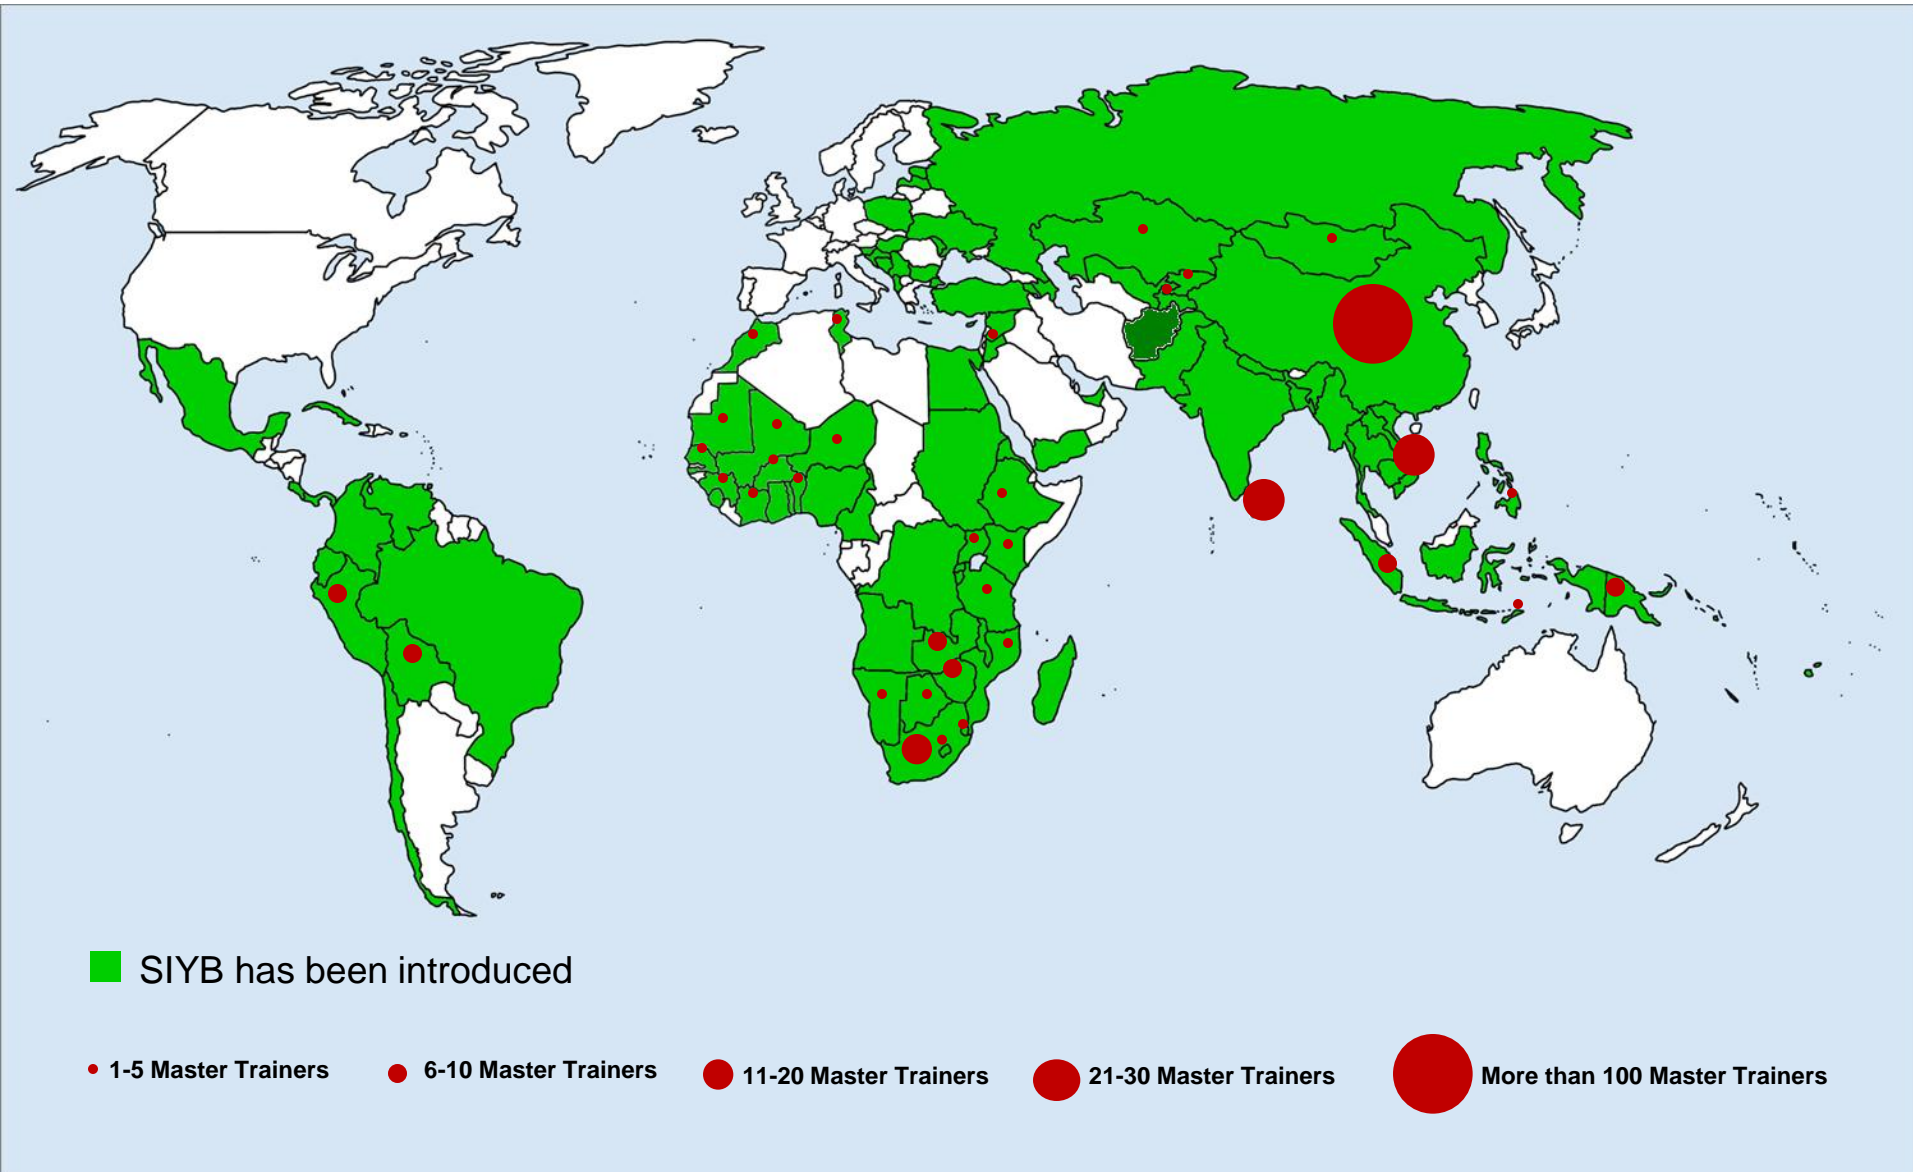 SIYB has been introduced
1-5 Master Trainers
6-10 Master Trainers
11-20 Master Trainers
21-30 Master Trainers
More than 100 Master Trainers